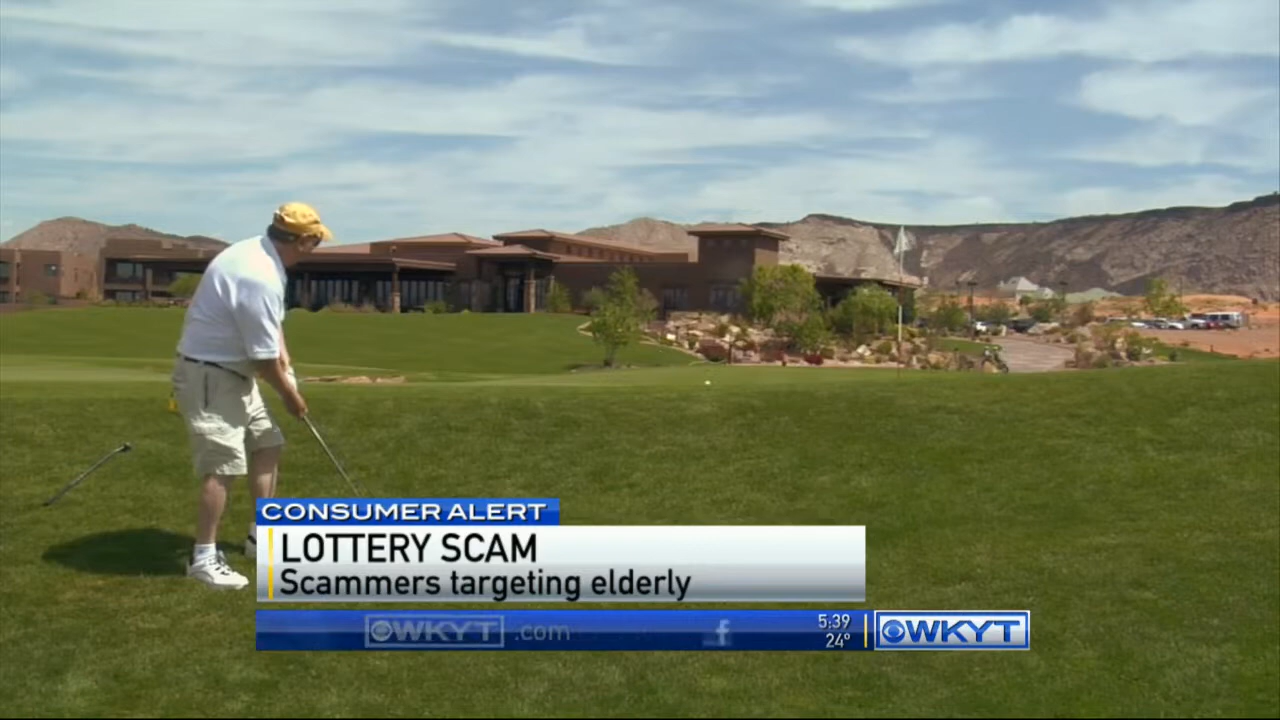 CONSUMER ALERT
LOTTERY SCAM
Scammers targeting elderly
WKYT .com
5:39
24°
WKYT